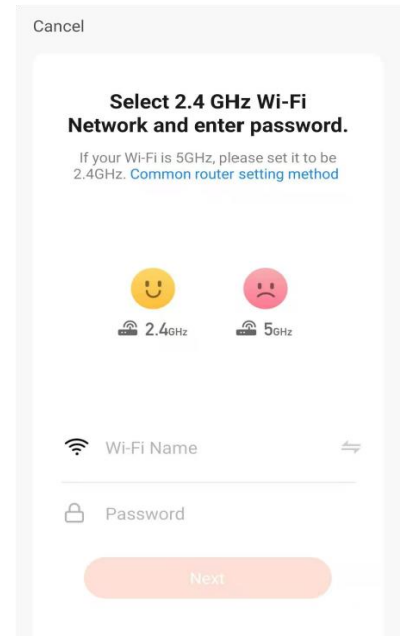 Cancel
Select 2.4 GHz Wi-Fi
Network and enter password.
If your Wi-Fi is 5GHz, please set it to be
2.4GHz. Common router setting method
2.4GHz 5GHz
Wi-Fi Name
Password
Next